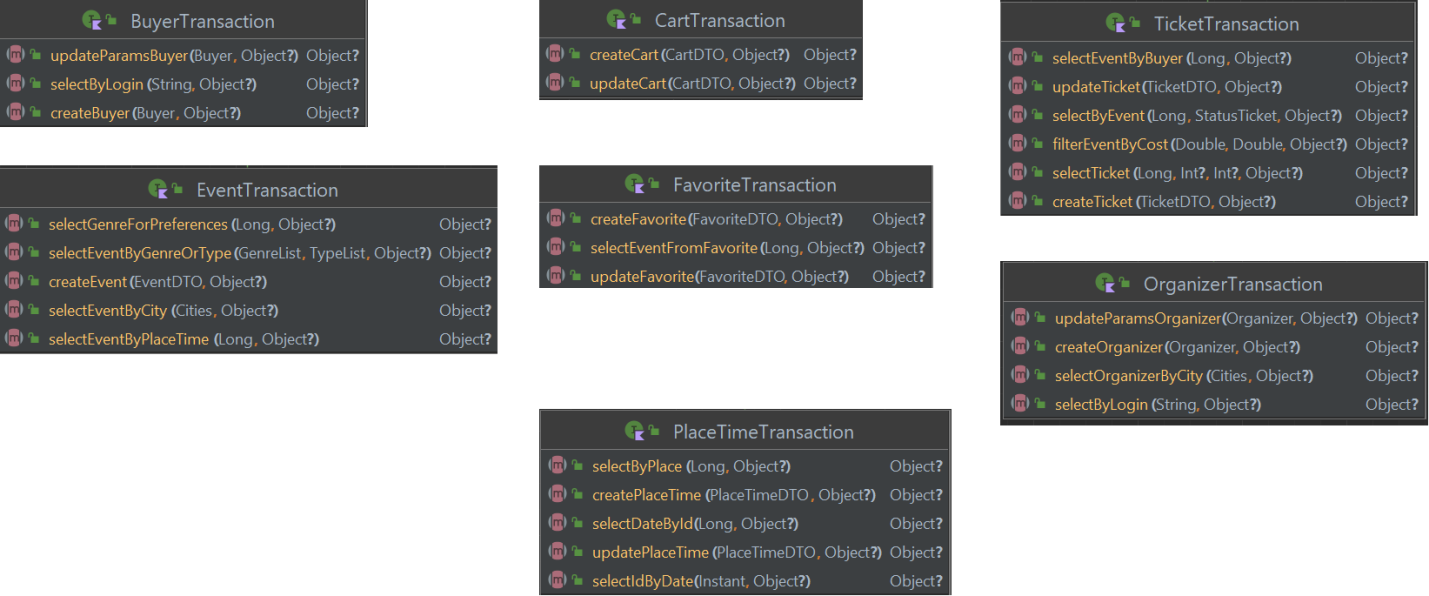 BuyerTransaction
updateParamsBuyer(Buyer, Object?) Object?
selectByLogin (String, Object?) Object?
createBuyer(Buyer, Object?) Object?
CartTransaction
createCart(CartDTO, Object?) Object?
updateCart(CartDTO, Object?) Object?
TicketTransaction
selectEventByBuyer(Long, Object?) Object?
updateTicket(TicketDTO, Object?) Object?
selectByEvent(Long, StatusTicket, Object?) Object?
filterEventByCost(Double, Double, Object?) Object?
selectTicket (Long, Int?, Int?, Object?) Object?
createTicket (TicketDTO, Object?) Object?
EventTransaction
selectGenreForPreferences (Long, Object?) Object?
selectEventByGenreOrType (GenreList, TypeList, Object?) Object?
createEvent (EventDTO, Object?) Object?
selectEventByCity (Cities, Object?) Object?
selectEventByPlaceTime (Long, Object?) Object?
FavoriteTransaction
createFavorite(FavoriteDTO, Object?) Object?
selectEventFromFavorite (Long, Object?) Object?
updateFavorite(FavoriteDTO, Object?) Object?
OrganizerTransaction
updateParamsOrganizer(Organizer, Object?) Object?
createOrganizer(Organizer, Object?) Object?
selectOrganizerByCity (Cities, Object?) Object?
selectByLogin (String, Object?) Object?
PlaceTimeTransaction
selectByPlace (Long, Object?) Object?
createPlaceTime (PlaceTimeDTO, Object?) Object?
selectDateById(Long, Object?) Object?
updatePlaceTime (PlaceTimeDTO, Object?) Object?
selectIdByDate(Instant, Object?) Object?